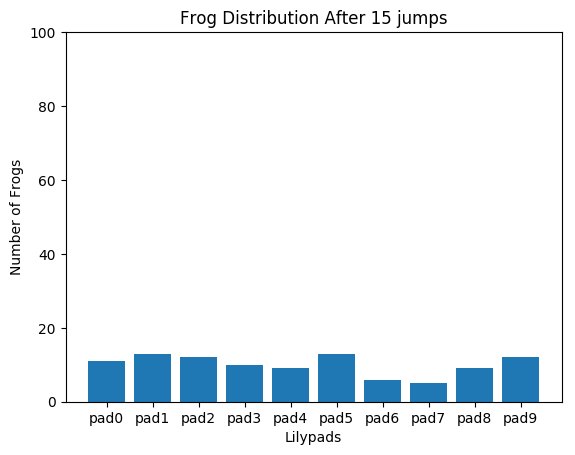 Frog Distribution After 15 jumps
100
80
60
40
20
0
Number of Frogs
pad0 pad1 pad2 pad3 pad4 pad5 pad6 pad7 pad8 pad9
Lilypads